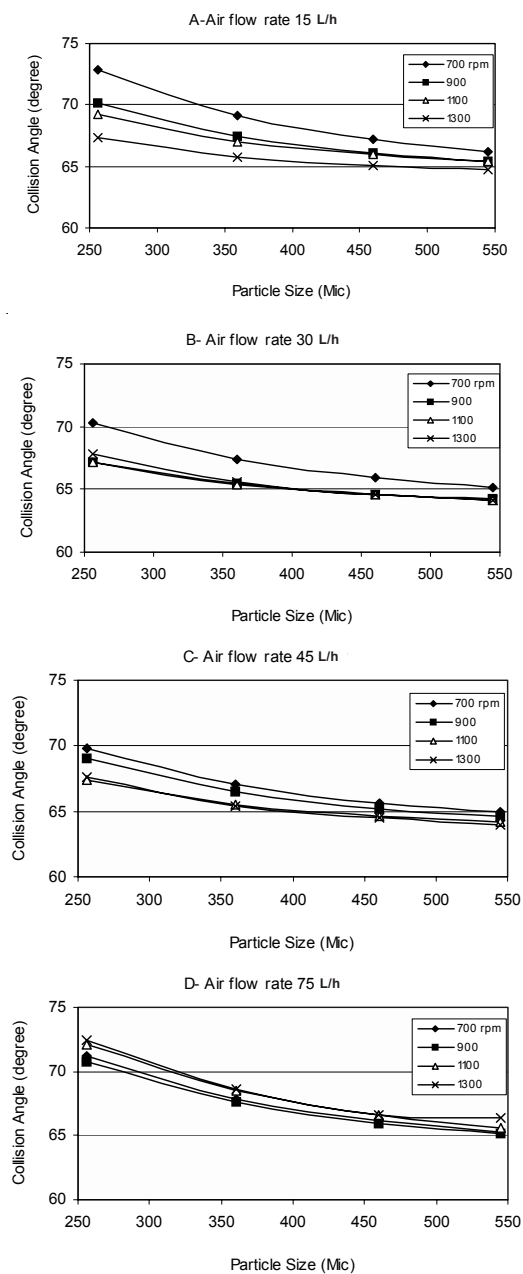 A-Air flow rate 15 L/h
75
70
65
60
250 300 350 400 450 500 550
Collision Angle (degree)
Particle Size (Mic)
700 rpm
900
1100
1300
B- Air flow rate 30 L/h
75
70
65
60
250 300 350 400 450 500 550
Collision Angle (degree)
Particle Size (Mic)
700 rpm
900
1100
1300
C- Air flow rate 45 L/h
75
70
65
60
250 300 350 400 450 500 550
Collision Angle (degree)
Particle Size (Mic)
700 rpm
900
1100
1300
D- Air flow rate 75 L/h
75
70
65
60
250 300 350 400 450 500 550
Collision Angle (degree)
Particle Size (Mic)
700 rpm
900
1100
1300